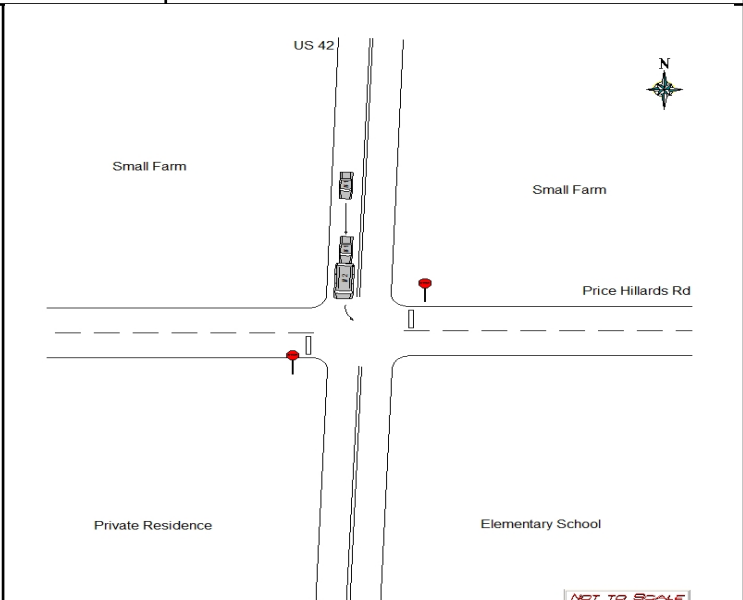 US 42
N
Small Farm
Small Farm
Price Hillards Rd
Private Residence
Elementary School
NOT TO SCALE